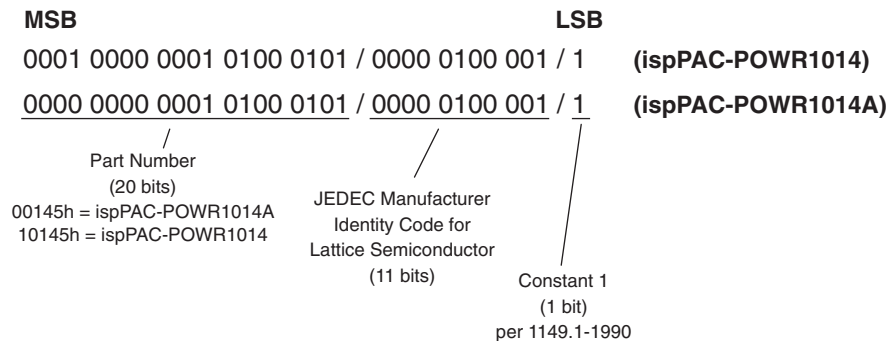 MSB LSB
0001 0000 0001 0100 0101 / 0000 0100 001 / 1 (ispPAC-POWR1014)
0000 0000 0001 0100 0101 / 0000 0100 001 / 1 (ispPAC-POWR1014A)
Part Number
(20 bits)
00145h = ispPAC-POWR1014A
10145h = ispPAC-POWR1014
JEDEC Manufacturer
Identity Code for
Lattice Semiconductor
(11 bits)
Constant 1
(1 bit)
per 1149.1-1990